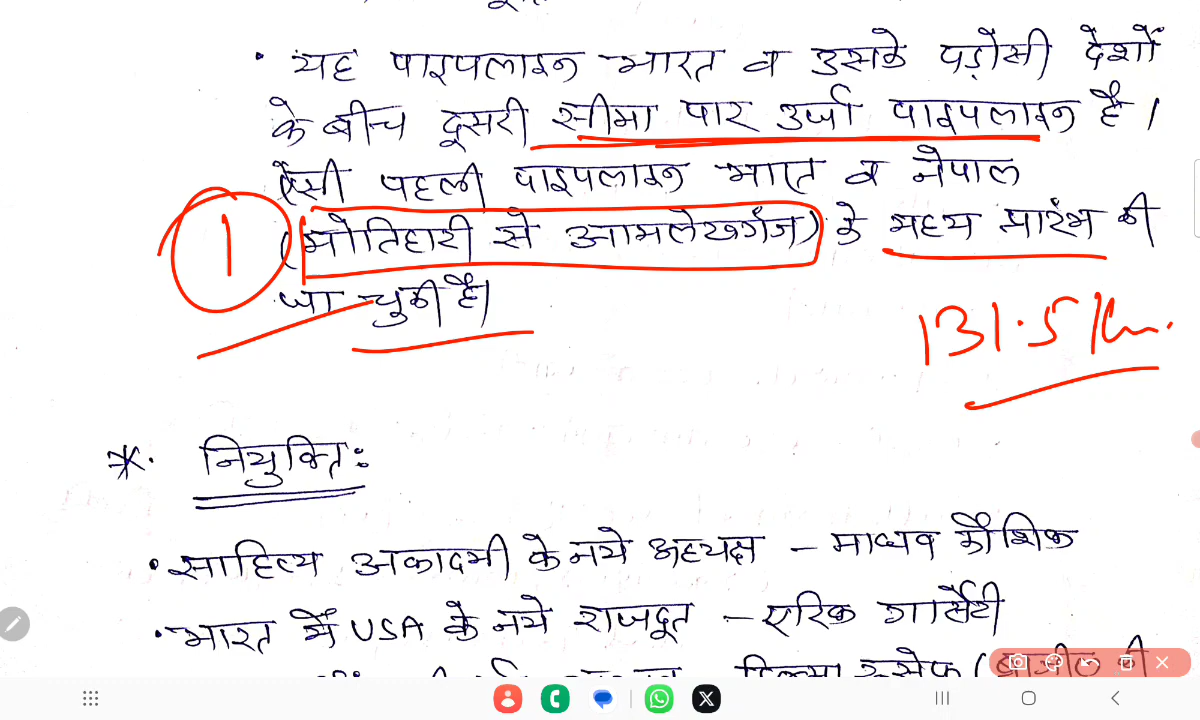 • यह पाइपलाइन भारत व उसके पड़ोसी देशों
के बीच दूसरी सीमा पार उर्जा पाइपलाइन है।
ऐसी पहली पाइपलाइन भारत व नेपाल
1 (मोतिहारी से आमलेखगंज) के मध्य प्रारंभ की
जा चुकी है।
131.5 Km.
*. नियुक्ति:
• साहित्य अकादमी के नये अध्यक्ष – माधव कौशिक
• भारत में USA के नये राजदूत – एरिक गार्सेटी